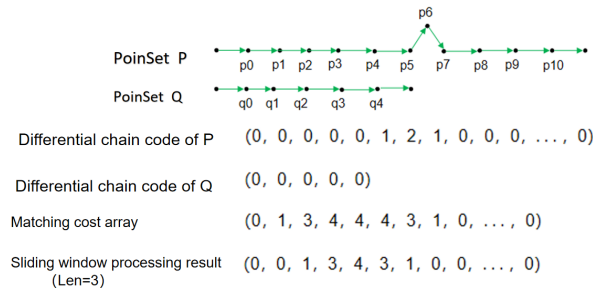 p6
PoinSet P
p0 p1 p2 p3 p4 p5 p7 p8 p9 p10
PoinSet Q
q0 q1 q2 q3 q4
Differential chain code of P (0, 0, 0, 0, 0, 1, 2, 1, 0, 0, 0, ..., 0)
Differential chain code of Q (0, 0, 0, 0, 0)
Matching cost array (0, 1, 3, 4, 4, 4, 3, 1, 0, ..., 0)
Sliding window processing result (0, 0, 1, 3, 4, 3, 1, 0, 0, ..., 0)
(Len=3)